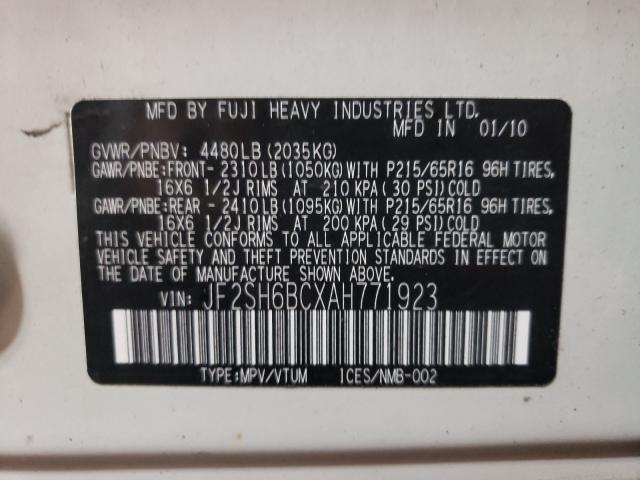 MFD BY FUJI HEAVY INDUSTRIES LTD.
MFD IN 01/10
GVWR/PNBV: 4480LB(2035KG)
GAWR/PNBE:FRONT-2310LB(1050KG)WITH P215/65R16 96H TIRES,
16X6 1/2J RIMS AT 210 KPA(30 PSI)COLD
GAWR/PNBE:REAR -2410LB(1095KG)WITH P215/65R16 96H TIRES,
16X6 1/2J RIMS AT 200 KPA(29 PSI)COLD
THIS VEHICLE CONFORMS TO ALL APPLICABLE FEDERAL MOTOR
VEHICLE SAFETY AND THEFT PREVENTION STANDARDS IN EFFECT ON
THE DATE OF MANUFACTURE SHOWN ABOVE.
VIN: JF2SH6BCXAH771923
TYPE:MPV/VTUM ICES/NMB-002